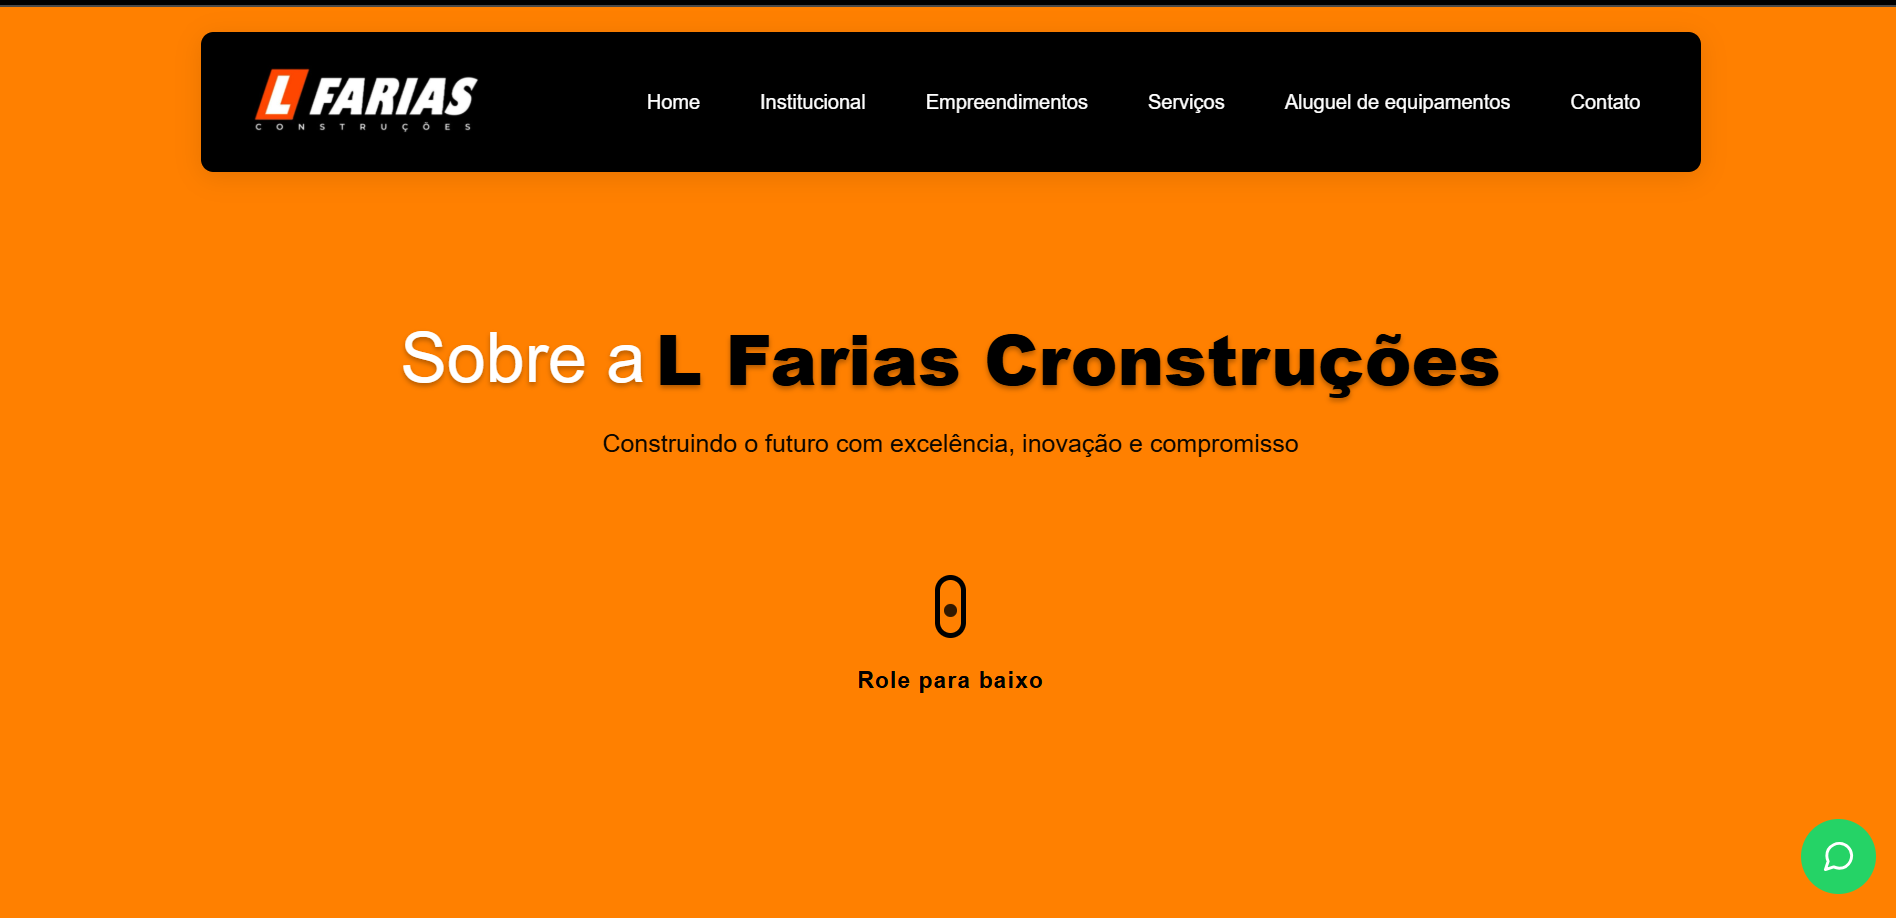 L FARIAS
CONSTRUÇÕES
Home Institucional Empreendimentos Serviços Aluguel de equipamentos Contato
Sobre a L Farias Cronstruções
Construindo o futuro com excelência, inovação e compromisso
Role para baixo